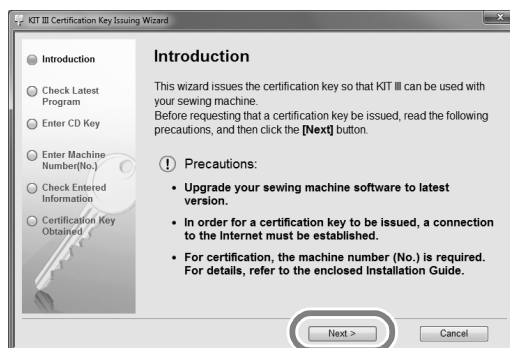 KIT III Certification Key Issuing Wizard
x
Introduction
Check Latest
Program
Enter CD Key
Enter Machine
Number(No.)
Check Entered
Information
Certification Key
Obtained
Introduction
This wizard issues the certification key so that KIT III can be used with
your sewing machine.
Before requesting that a certification key be issued, read the following
precautions, and then click the [Next] button.
! Precautions:
• Upgrade your sewing machine software to latest
version.
• In order for a certification key to be issued, a connection
to the Internet must be established.
• For certification, the machine number (No.) is required.
For details, refer to the enclosed Installation Guide.
Next >
Cancel